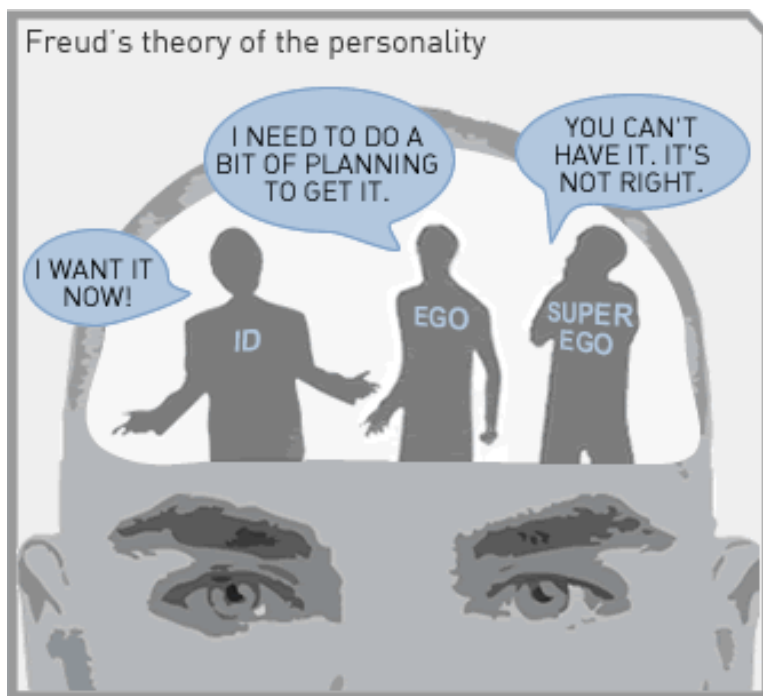 Freud's theory of the personality
I NEED TO DO A
BIT OF PLANNING
TO GET IT.
YOU CAN'T
HAVE IT. IT'S
NOT RIGHT.
I WANT IT
NOW!
ID
EGO
SUPER
EGO